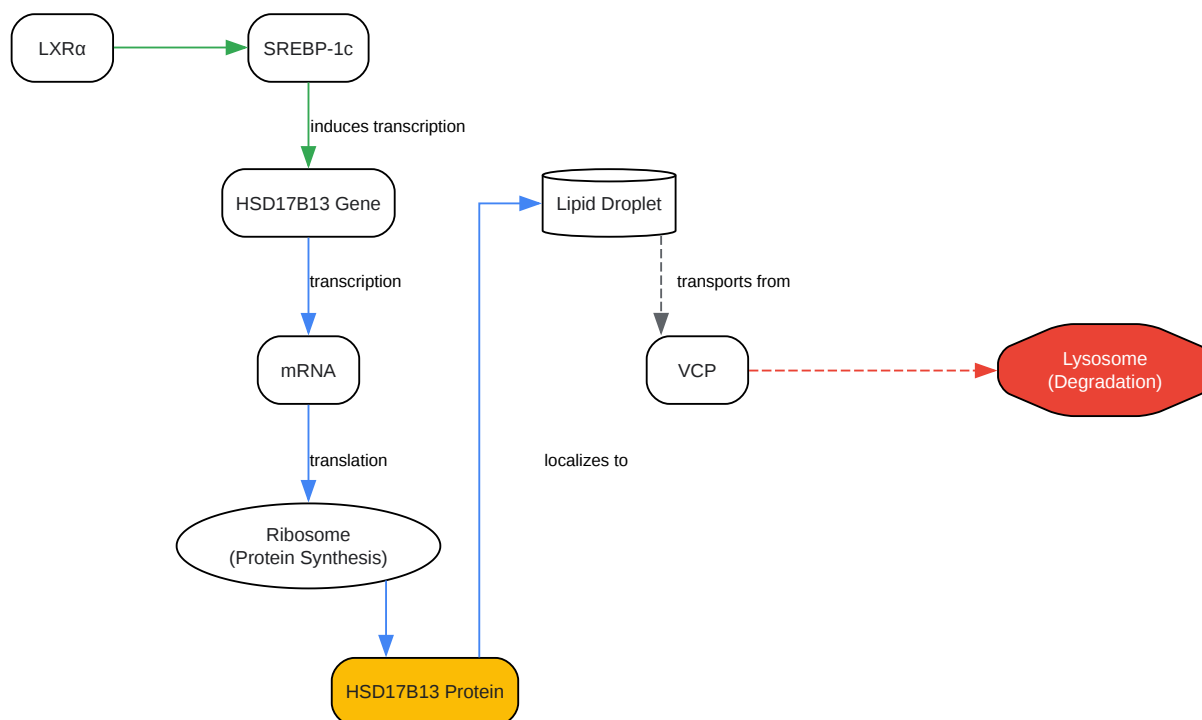 LXRα
SREBP-1c
induces transcription
HSD17B13 Gene
Lipid Droplet
transcription
transports from
mRNA
VCP
Lysosome
(Degradation)
translation
localizes to
Ribosome
(Protein Synthesis)
HSD17B13 Protein